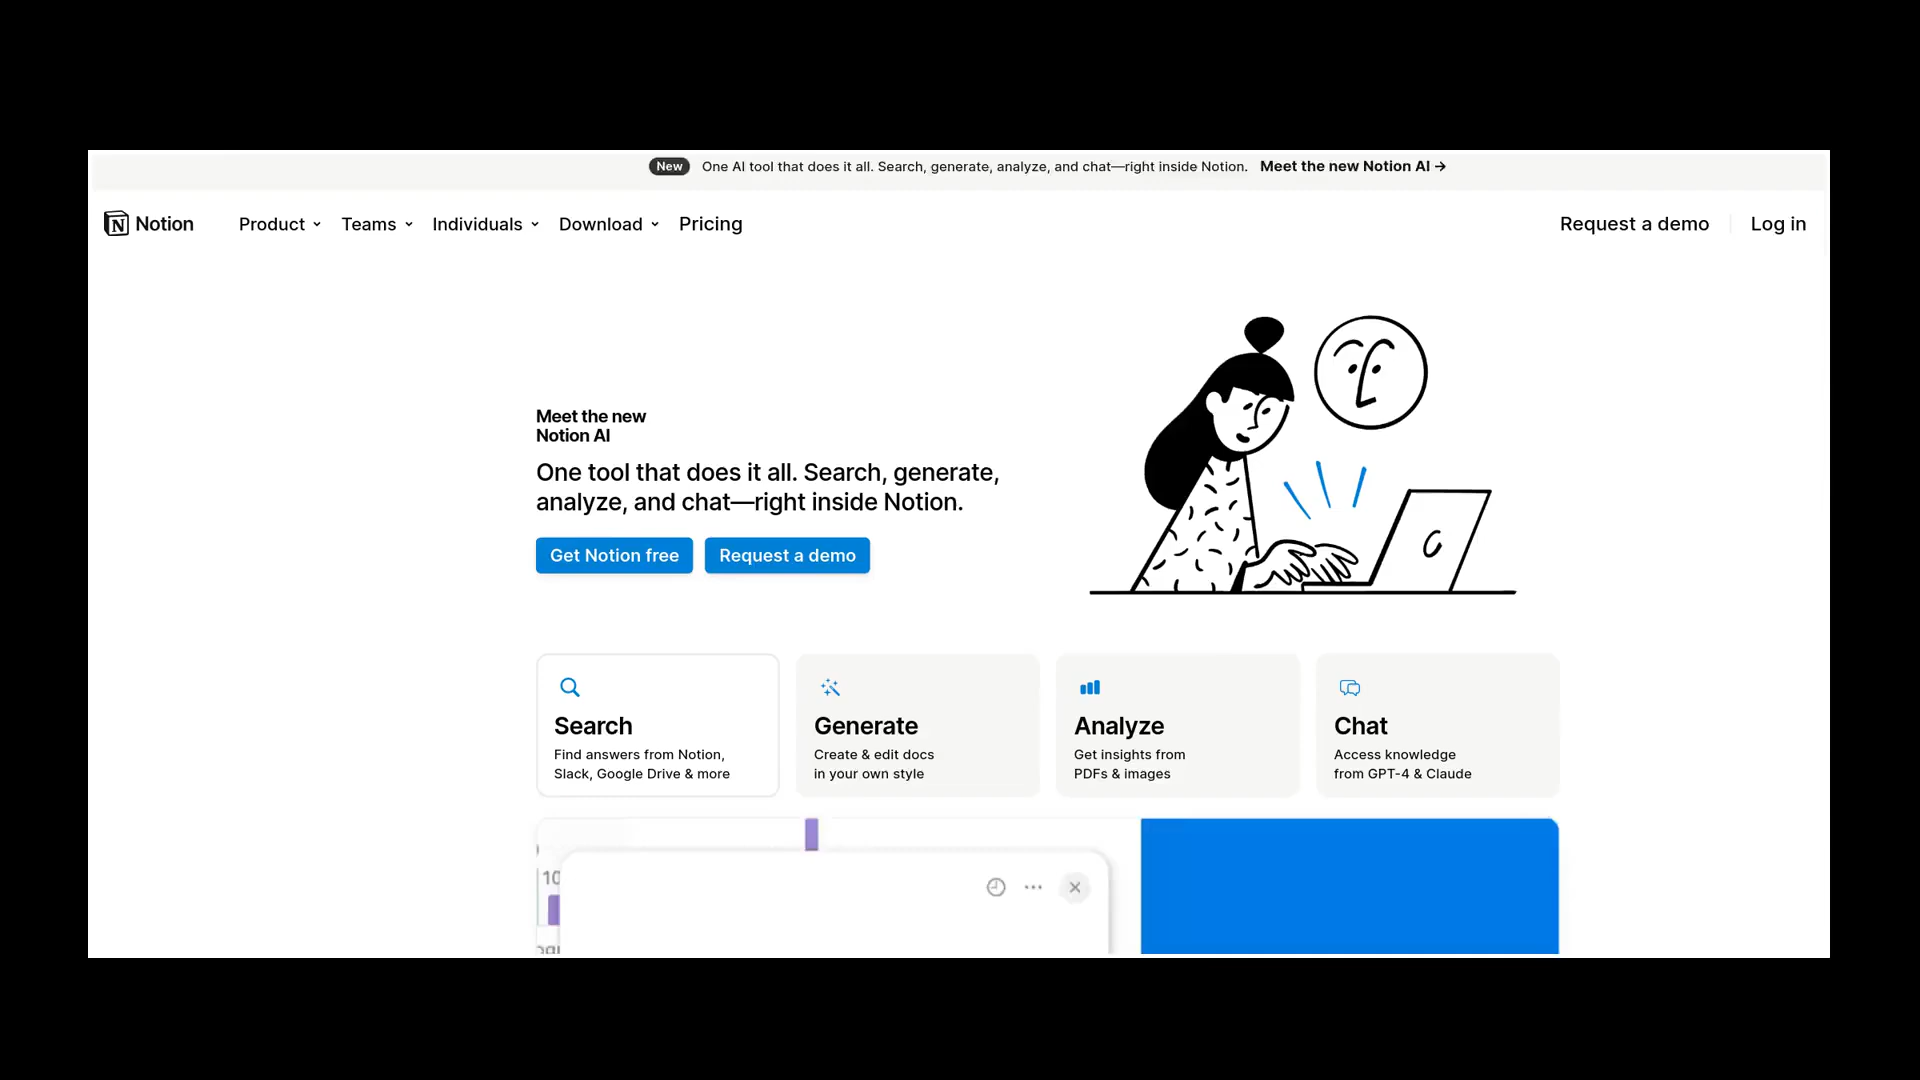 New One AI tool that does it all. Search, generate, analyze, and chat—right inside Notion. Meet the new Notion AI →
Notion Product Teams Individuals Download Pricing Request a demo Log in
Meet the new
Notion AI
One tool that does it all. Search, generate,
analyze, and chat—right inside Notion.
Get Notion free Request a demo
Search
Find answers from Notion,
Slack, Google Drive & more
Generate
Create & edit docs
in your own style
Analyze
Get insights from
PDFs & images
Chat
Access knowledge
from GPT-4 & Claude
10